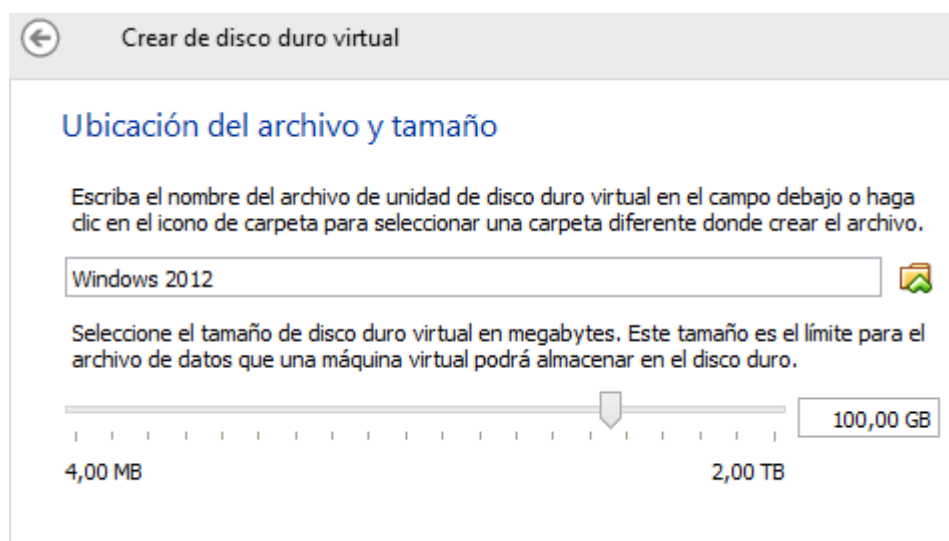 Crear de disco duro virtual
Ubicación del archivo y tamaño
Escriba el nombre del archivo de unidad de disco duro virtual en el campo debajo o haga
clic en el icono de carpeta para seleccionar una carpeta diferente donde crear el archivo.
Windows 2012
Seleccione el tamaño de disco duro virtual en megabytes. Este tamaño es el límite para el
archivo de datos que una máquina virtual podrá almacenar en el disco duro.
100,00 GB
4,00 MB 2,00 TB